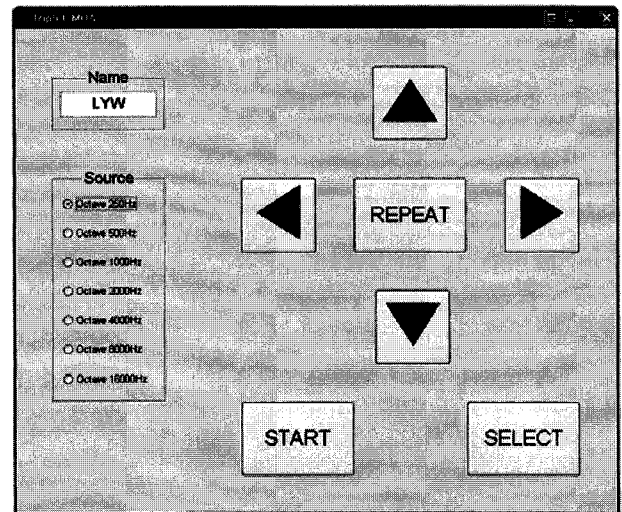 Name
LYW
Source
Octave 250Hz
Octave 500Hz
Octave 1000Hz
Octave 2000Hz
Octave 4000Hz
Octave 8000Hz
Octave 16000Hz
REPEAT
START
SELECT